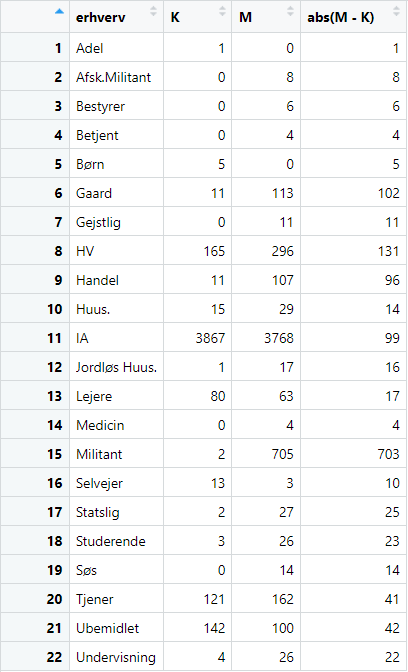 erhverv K M abs(M - K)
1 Adel 1 0 1
2 Afsk.Militant 0 8 8
3 Bestyrer 0 6 6
4 Betjent 0 4 4
5 Børn 5 0 5
6 Gaard 11 113 102
7 Gejstlig 0 11 11
8 HV 165 296 131
9 Handel 11 107 96
10 Huus. 15 29 14
11 IA 3867 3768 99
12 Jordløs Huus. 1 17 16
13 Lejere 80 63 17
14 Medicin 0 4 4
15 Militant 2 705 703
16 Selvejer 13 3 10
17 Statslig 2 27 25
18 Studerende 3 26 23
19 Søs 0 14 14
20 Tjener 121 162 41
21 Ubemidlet 142 100 42
22 Undervisning 4 26 22